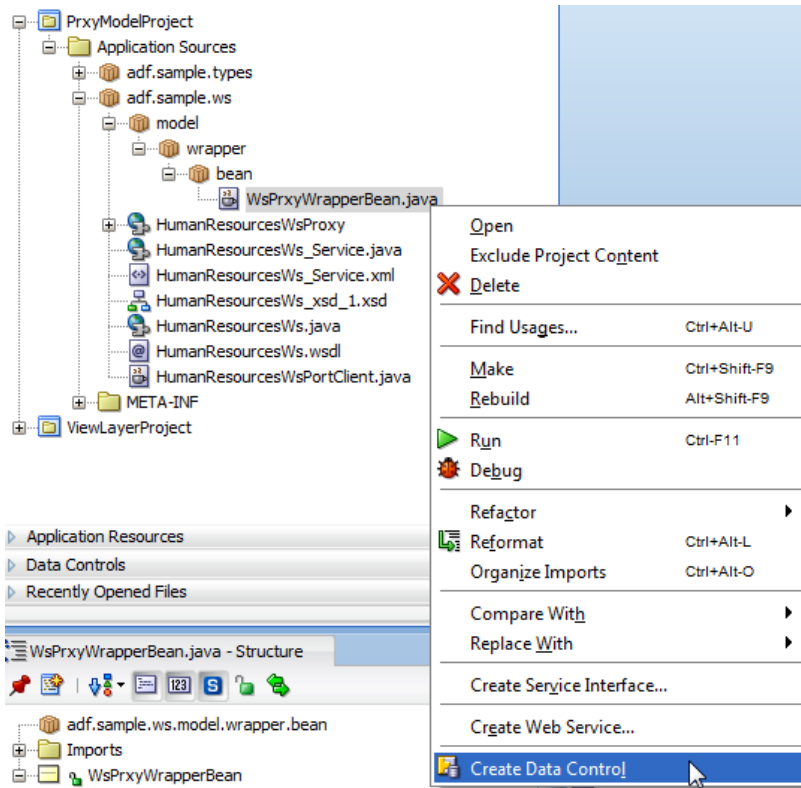 PrxyModelProject
Application Sources
adf.sample.types
adf.sample.ws
model
wrapper
bean
WsPrxyWrapperBean.java
HumanResourcesWsProxy
HumanResourcesWs_Service.java
HumanResourcesWs_Service.xml
HumanResourcesWs_xsd_1.xsd
HumanResourcesWs.java
HumanResourcesWs.wsdl
HumanResourcesWsPortClient.java
META-INF
ViewLayerProject
Application Resources
Data Controls
Recently Opened Files
WsPrxyWrapperBean.java - Structure
123 S
adf.sample.ws.model.wrapper.bean
Imports
WsPrxyWrapperBean
Open
Exclude Project Content
Delete
Find Usages... Ctrl+Alt-U
Make Ctrl+Shift-F9
Rebuild Alt+Shift-F9
Run Ctrl-F11
Debug
Refactor
Reformat Ctrl+Alt-L
Organize Imports Ctrl+Alt-O
Compare With
Replace With
Create Service Interface...
Create Web Service...
Create Data Control